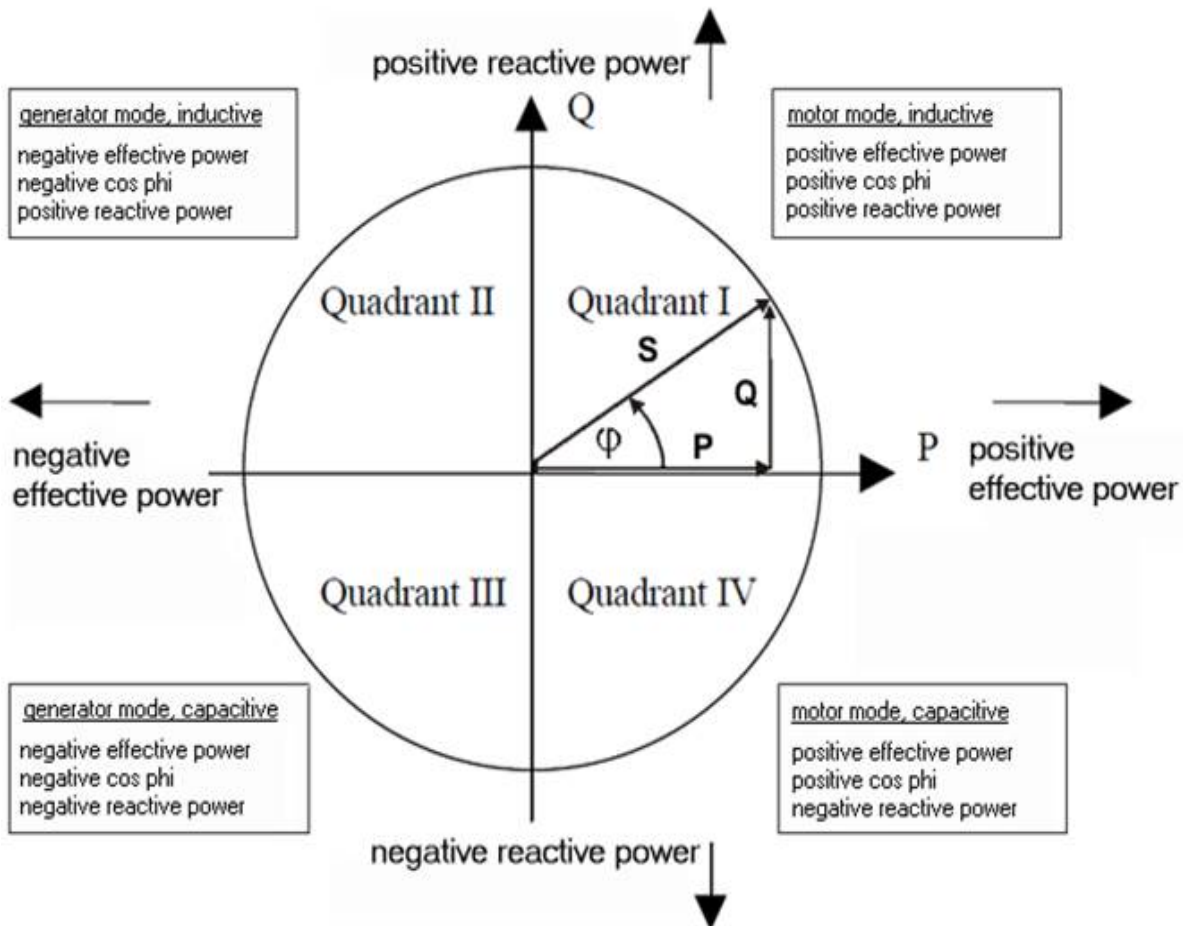 positive reactive power
Q
generator mode, inductive
negative effective power
negative cos phi
positive reactive power
motor mode, inductive
positive effective power
positive cos phi
positive reactive power
Quadrant II
Quadrant I
S
Q
φ
P
negative
effective power
P
positive
effective power
Quadrant III
Quadrant IV
generator mode, capacitive
negative effective power
negative cos phi
negative reactive power
motor mode, capacitive
positive effective power
positive cos phi
negative reactive power
negative reactive power